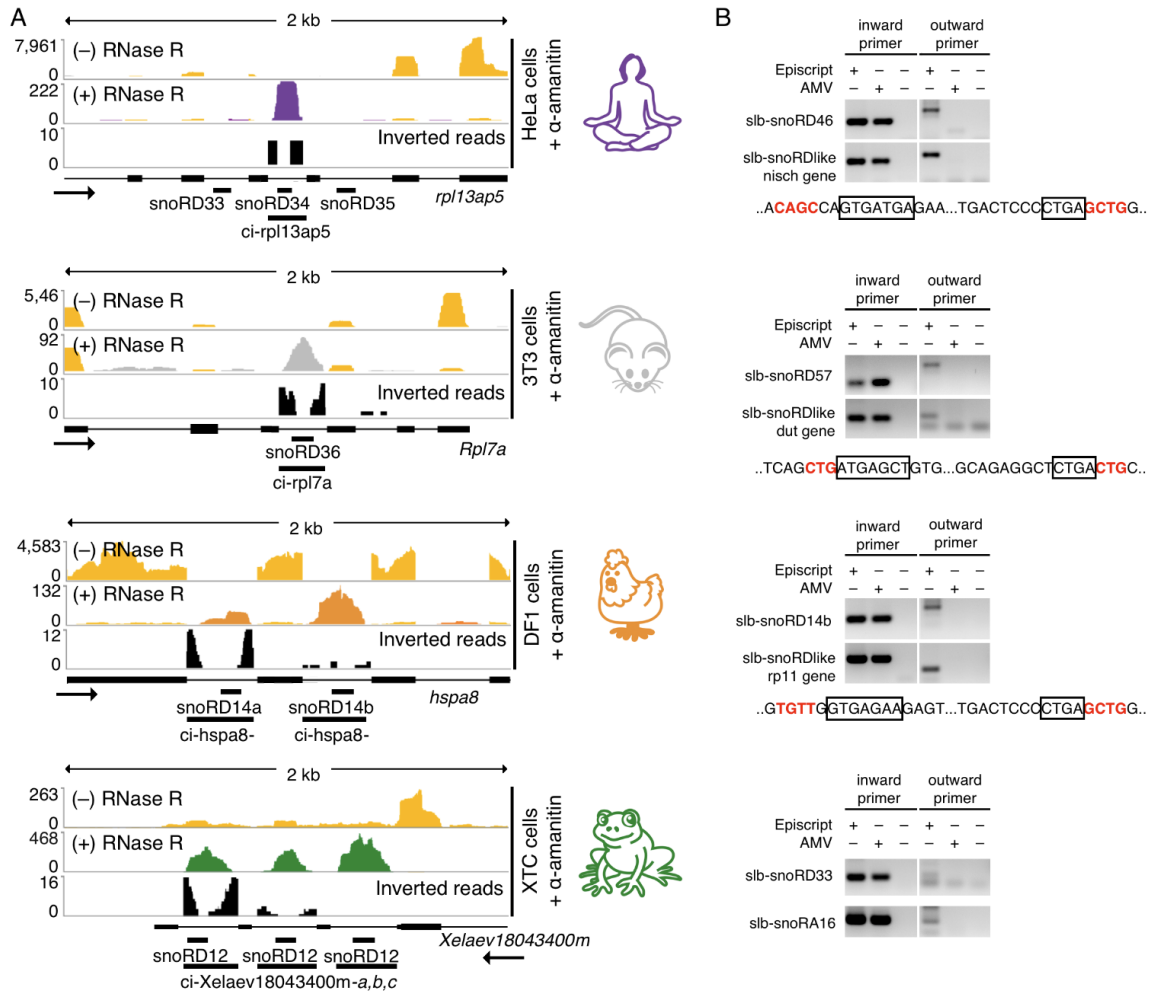 A
2 kb
7,961
(–) RNase R
0
222
(+) RNase R
0
10
Inverted reads
0
snoRD33 snoRD34 snoRD35 rpl13ap5
ci-rpl13ap5
HeLa cells
+ α-amanitin
2 kb
5,46
(–) RNase R
0
92
(+) RNase R
0
10
Inverted reads
0
snoRD36 Rpl7a
ci-rpl7a
3T3 cells
+ α-amanitin
2 kb
4,583
(–) RNase R
0
132
(+) RNase R
0
12
Inverted reads
0
snoRD14a snoRD14b hspa8
ci-hspa8- ci-hspa8-
DF1 cells
+ α-amanitin
2 kb
263
(–) RNase R
0
468
(+) RNase R
0
16
Inverted reads
0
Xelaev18043400m
snoRD12 snoRD12 snoRD12
ci-Xelaev18043400m-a,b,c
XTC cells
+ α-amanitin
B
inward primer outward primer
Episcript + – – + – –
AMV – + – – + –
slb-snoRD46
slb-snoRDlike
nisch gene
..ACAGCCAGTGATGAGAA...TGACTCCCCTGAGCTGG..
inward primer outward primer
Episcript + – – + – –
AMV – + – – + –
slb-snoRD57
slb-snoRDlike
dut gene
..TCAGCTGATGAGCTGTG...GCAGAGGCTCTGACTGC..
inward primer outward primer
Episcript + – – + – –
AMV – + – – + –
slb-snoRD14b
slb-snoRDlike
rp11 gene
..GTGTTGGTGAGAAGAGT...TGACTCCCCTGAGCTGG..
inward primer outward primer
Episcript + – – + – –
AMV – + – – + –
slb-snoRD33
slb-snoRA16